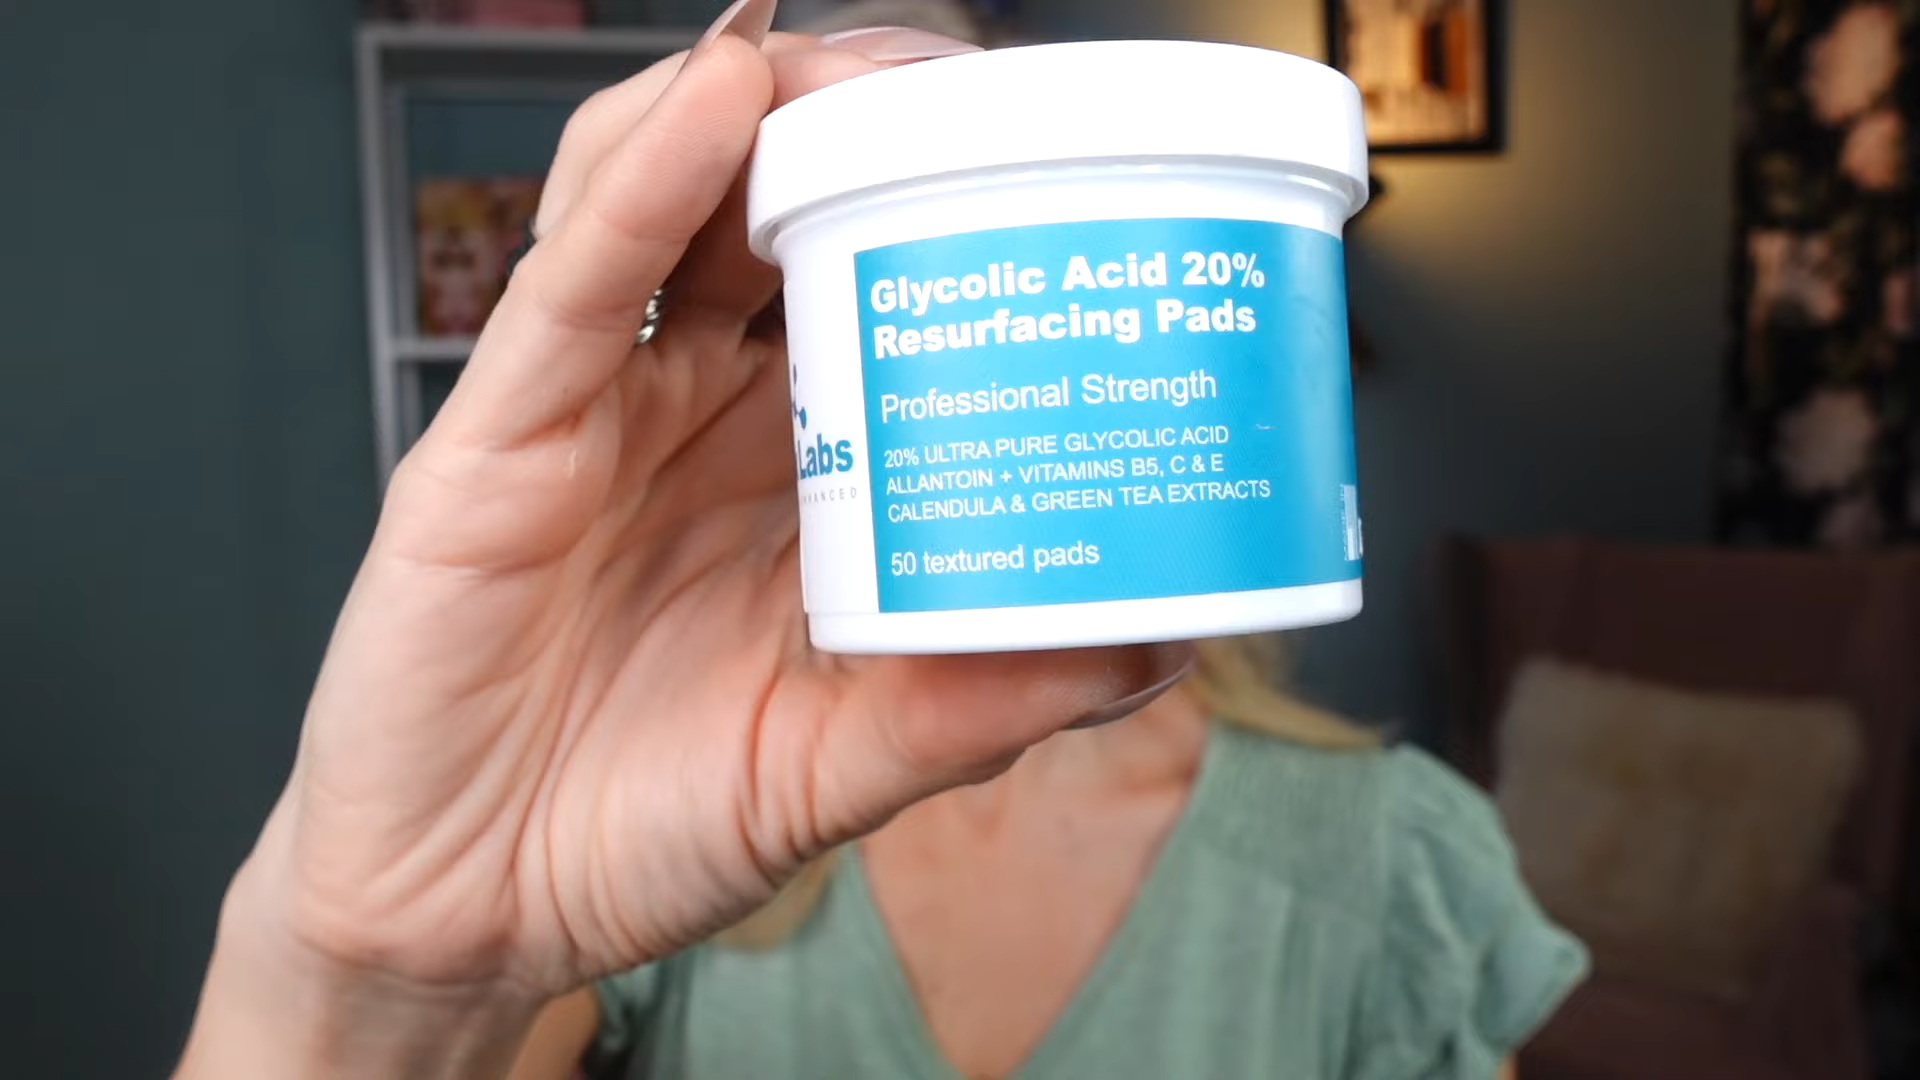 Glycolic Acid 20%
Resurfacing Pads
Professional Strength
20% ULTRA PURE GLYCOLIC ACID
ALLANTOIN + VITAMINS B5, C & E
CALENDULA & GREEN TEA EXTRACTS
50 textured pads
Labs